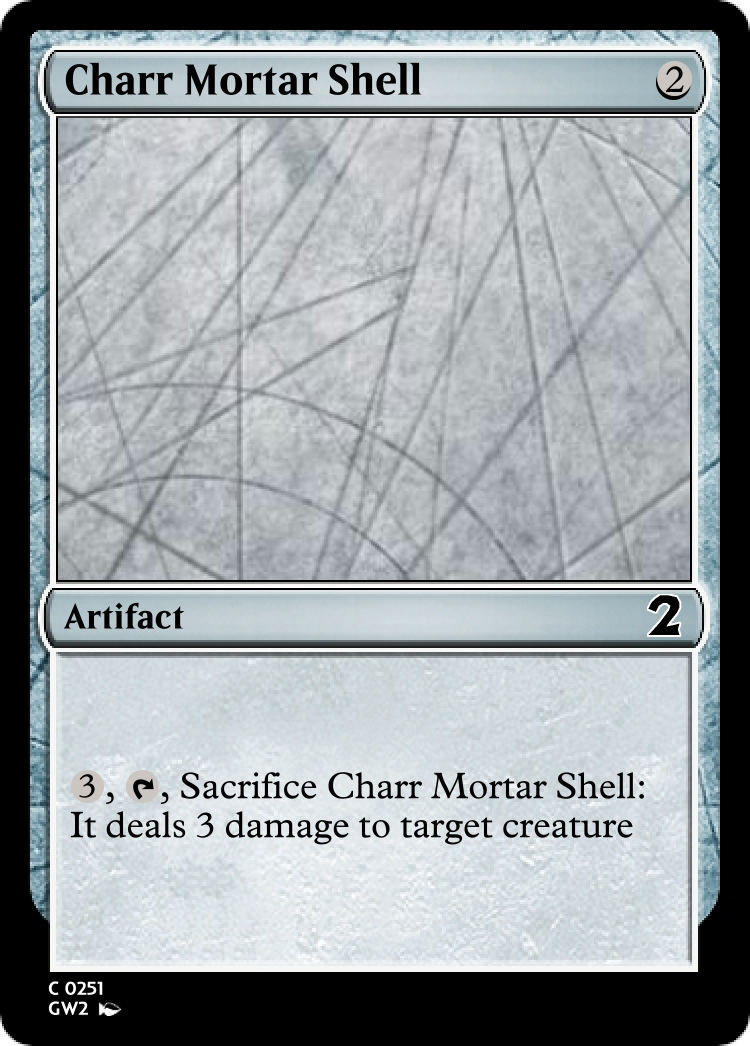 Charr Mortar Shell 2
Artifact 2
3, , Sacrifice Charr Mortar Shell:
It deals 3 damage to target creature
C 0251
GW2